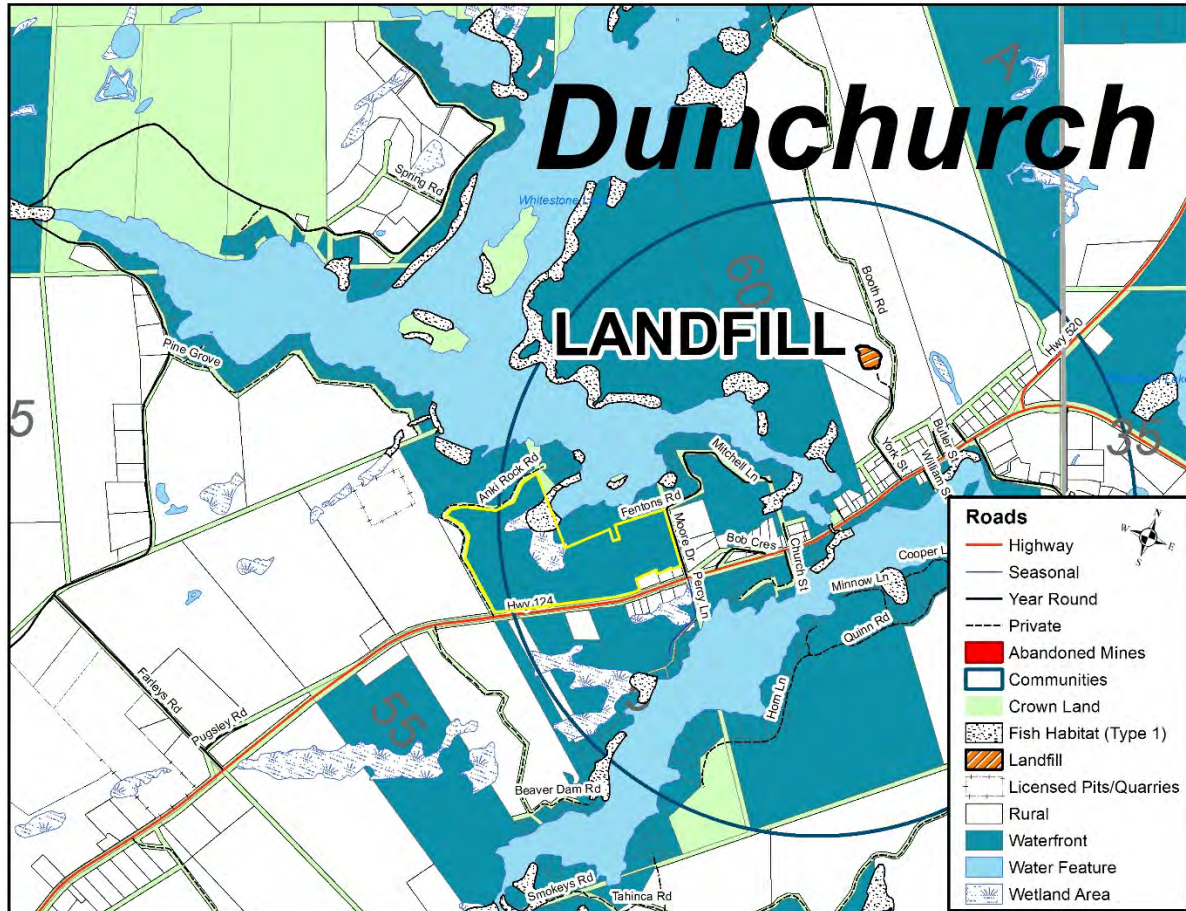 Dunchurch
A
Spring Rd
Whitestone
60
Booth Rd
LANDFILL
Hwy 520
Pine Grove
5
35
Butler St
York St
William S
Mitchell Ln
Anki Rock Rd
Fentons Rd
Moore Dr
Bob Cres
Church St
Percy Ln
Hwy 124
Cooper L
Minnow Ln
Quinn Rd
Horn Ln
Farleys Rd
Pugsley Rd
55
Beaver Dam Rd
Smokeys Rd
Tahinca Rd
Roads
N
W
E
S
Highway
Seasonal
Year Round
Private
Abandoned Mines
Communities
Crown Land
Fish Habitat (Type 1)
Landfill
Licensed Pits/Quarries
Rural
Waterfront
Water Feature
Wetland Area